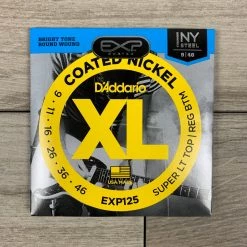 BRIGHT TONE
ROUND WOUND
EXP
COATED
NY
STEEL
9 / 46
COATED NICKEL
D'Addario
XL
9 · 11 · 16 · 26 · 36 · 46
USA MADE
EXP125
SUPER LT TOP / REG BTM